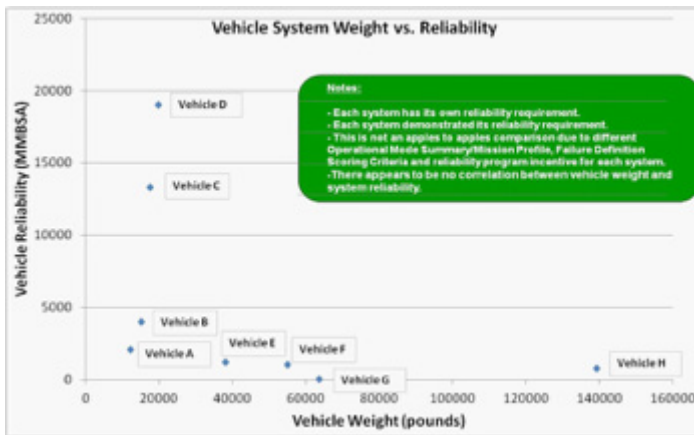 Vehicle System Weight vs. Reliability
25000
20000
15000
10000
5000
0
Vehicle Reliability (MMBSA)
Vehicle D
Vehicle C
Vehicle B
Vehicle A
Vehicle E
Vehicle F
Vehicle G
Vehicle H
Notes:
- Each system has its own reliability requirement.
- Each system demonstrated its reliability requirement.
- This is not an apples to apples comparison due to different
Operational Mode Summary/Mission Profile, Failure Definition
Scoring Criteria and reliability program incentive for each system.
-There appears to be no correlation between vehicle weight and
system reliability.
0 20000 40000 60000 80000 100000 120000 140000 160000
Vehicle Weight (pounds)